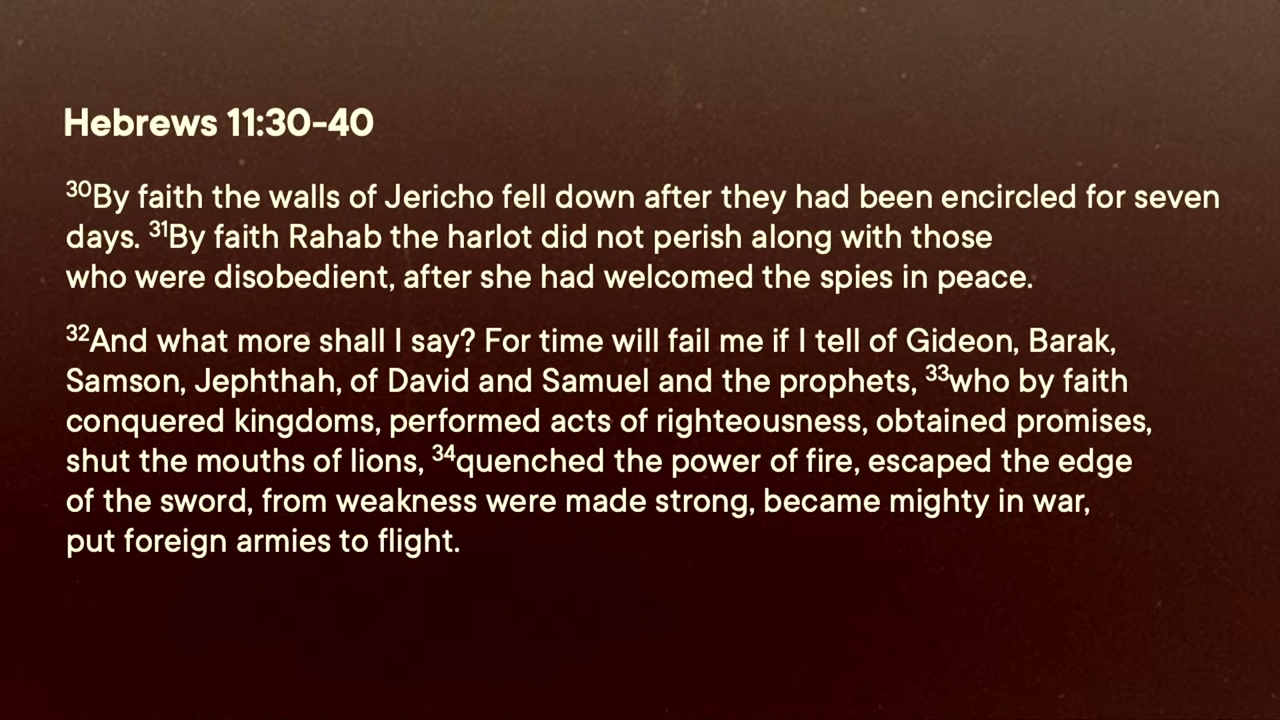 Hebrews 11:30-40
³⁰By faith the walls of Jericho fell down after they had been encircled for seven
days. ³¹By faith Rahab the harlot did not perish along with those
who were disobedient, after she had welcomed the spies in peace.
³²And what more shall I say? For time will fail me if I tell of Gideon, Barak,
Samson, Jephthah, of David and Samuel and the prophets, ³³who by faith
conquered kingdoms, performed acts of righteousness, obtained promises,
shut the mouths of lions, ³⁴quenched the power of fire, escaped the edge
of the sword, from weakness were made strong, became mighty in war,
put foreign armies to flight.